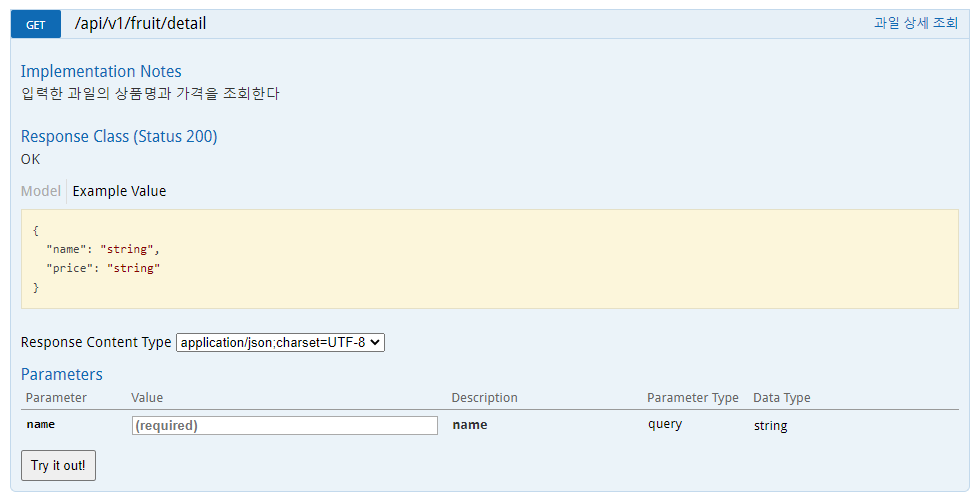 GET /api/v1/fruit/detail 과일 상세 조회
Implementation Notes
입력한 과일의 상품명과 가격을 조회한다
Response Class (Status 200)
OK
Model Example Value
{
"name": "string",
"price": "string"
}
Response Content Type application/json;charset=UTF-8
Parameters
Parameter Value Description Parameter Type Data Type
name (required) name query string
Try it out!